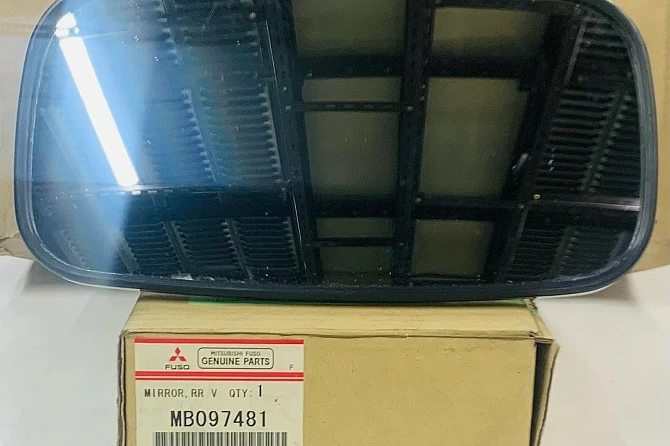 FUSO
MITSUBISHI FUSO
GENUINE PARTS
F
MIRROR,RR V QTY: 1
MB097481